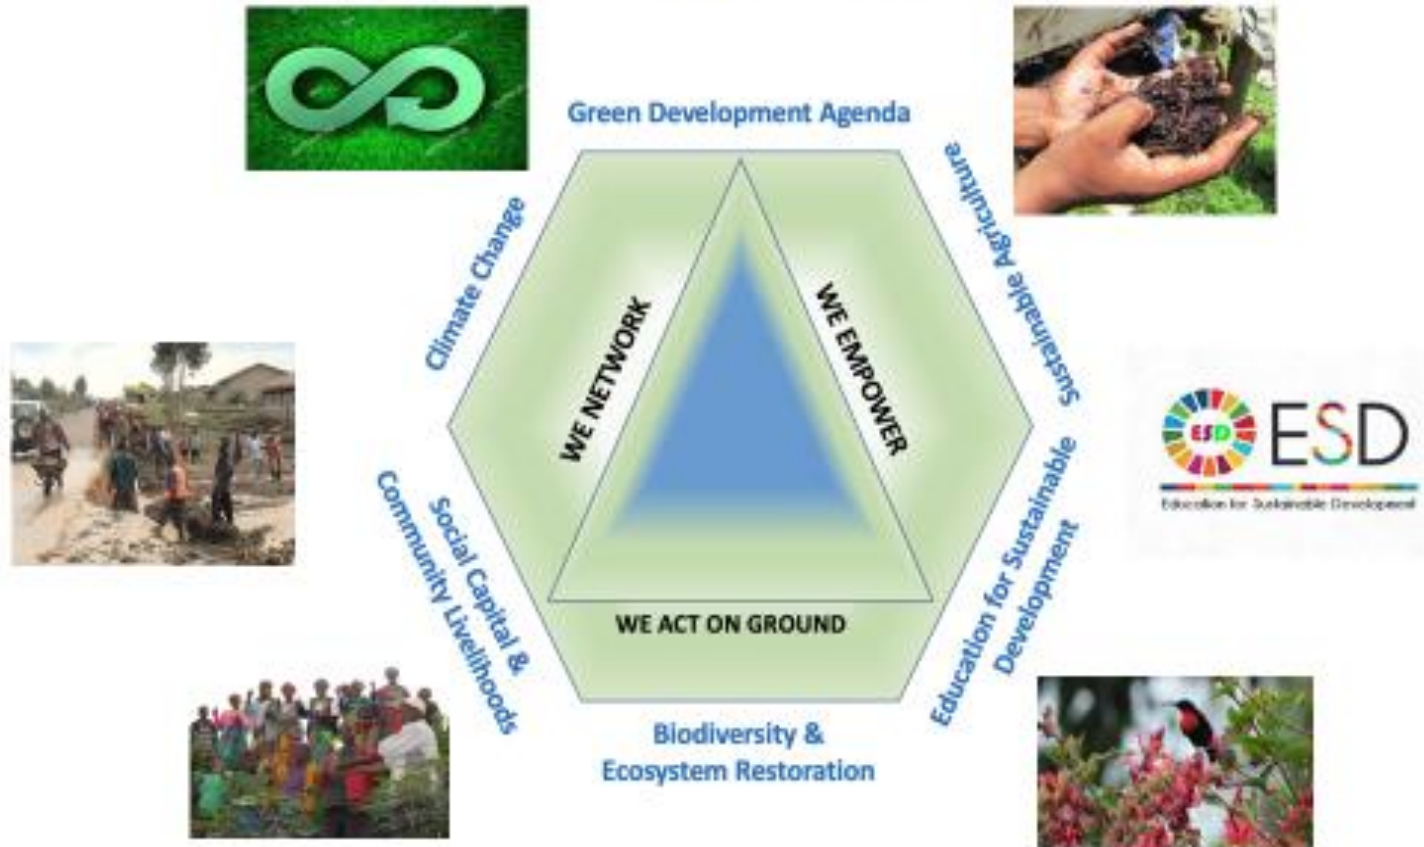 Green Development Agenda
Climate Change
Sustainable Agriculture
WE NETWORK
WE EMPOWER
ESD
ESD
Education for Sustainable Development
Social Capital &
Community Livelihoods
Education for Sustainable
Development
WE ACT ON GROUND
Biodiversity &
Ecosystem Restoration